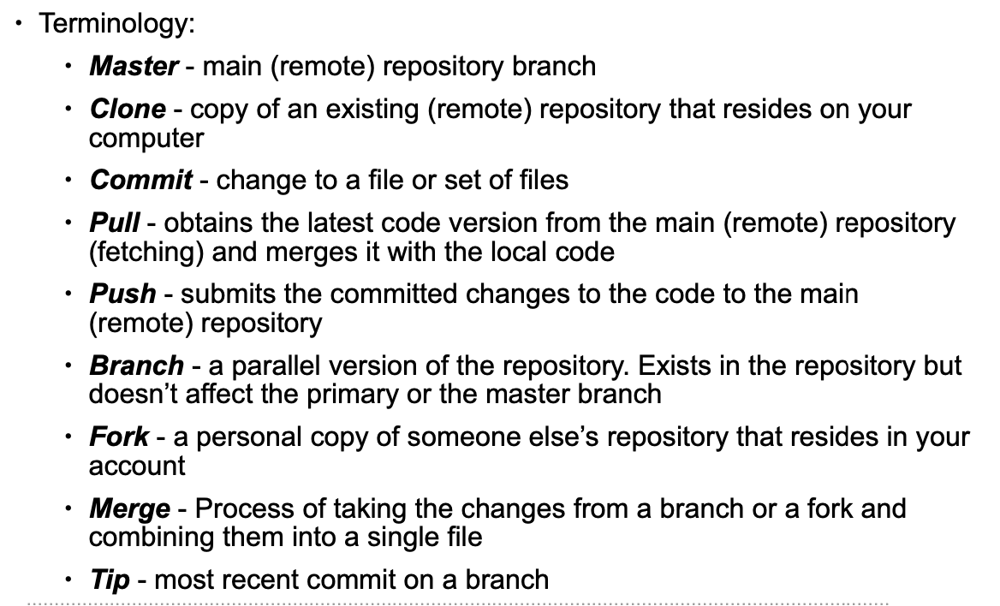 • Terminology:
• Master - main (remote) repository branch
• Clone - copy of an existing (remote) repository that resides on your
computer
• Commit - change to a file or set of files
• Pull - obtains the latest code version from the main (remote) repository
(fetching) and merges it with the local code
• Push - submits the committed changes to the code to the main
(remote) repository
• Branch - a parallel version of the repository. Exists in the repository but
doesn’t affect the primary or the master branch
• Fork - a personal copy of someone else’s repository that resides in your
account
• Merge - Process of taking the changes from a branch or a fork and
combining them into a single file
• Tip - most recent commit on a branch